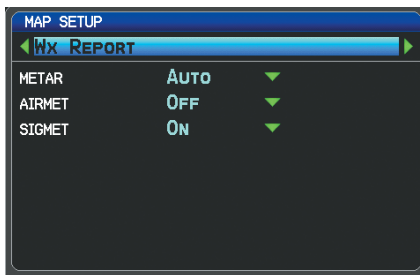 MAP SETUP
WX REPORT
METAR AUTO
AIRMET OFF
SIGMET ON